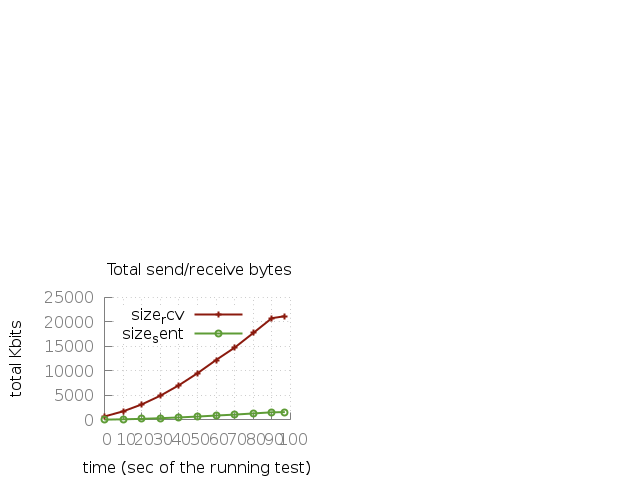 Total send/receive bytes
25000
20000
15000
10000
5000
0
total Kbits
size_rcv
size_sent
0 10 20 30 40 50 60 70 80 90 100
time (sec of the running test)